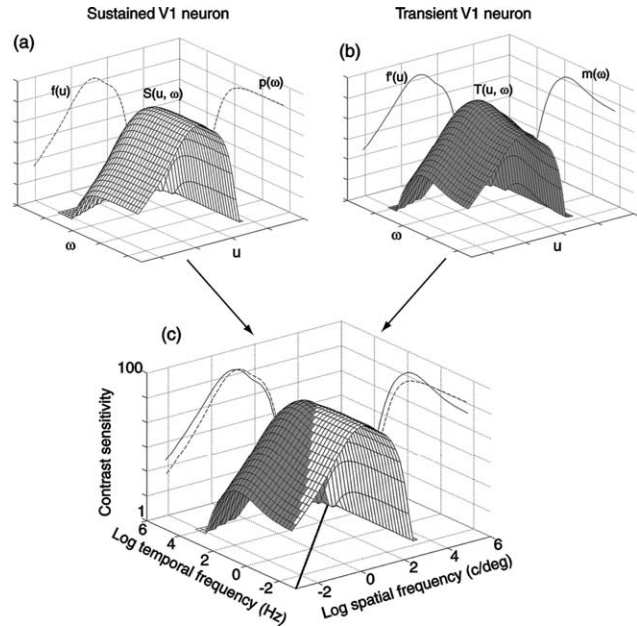 Sustained V1 neuron
Transient V1 neuron
(a)
f(u)
S(u, ω)
p(ω)
ω
u
(b)
f'(u)
T(u, ω)
m(ω)
ω
u
(c)
100
Contrast sensitivity
1
6
4
2
0
-2
Log temporal frequency (Hz)
-2
0
2
4
6
Log spatial frequency (c/deg)